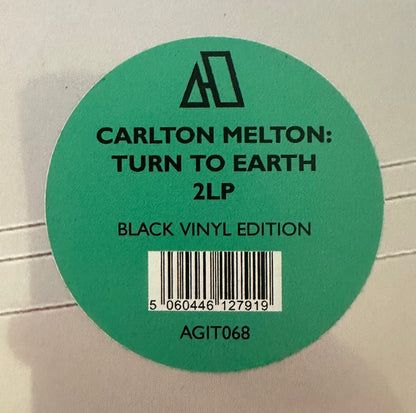 CARLTON MELTON:
TURN TO EARTH
2LP
BLACK VINYL EDITION
5 060446 127919
AGIT068